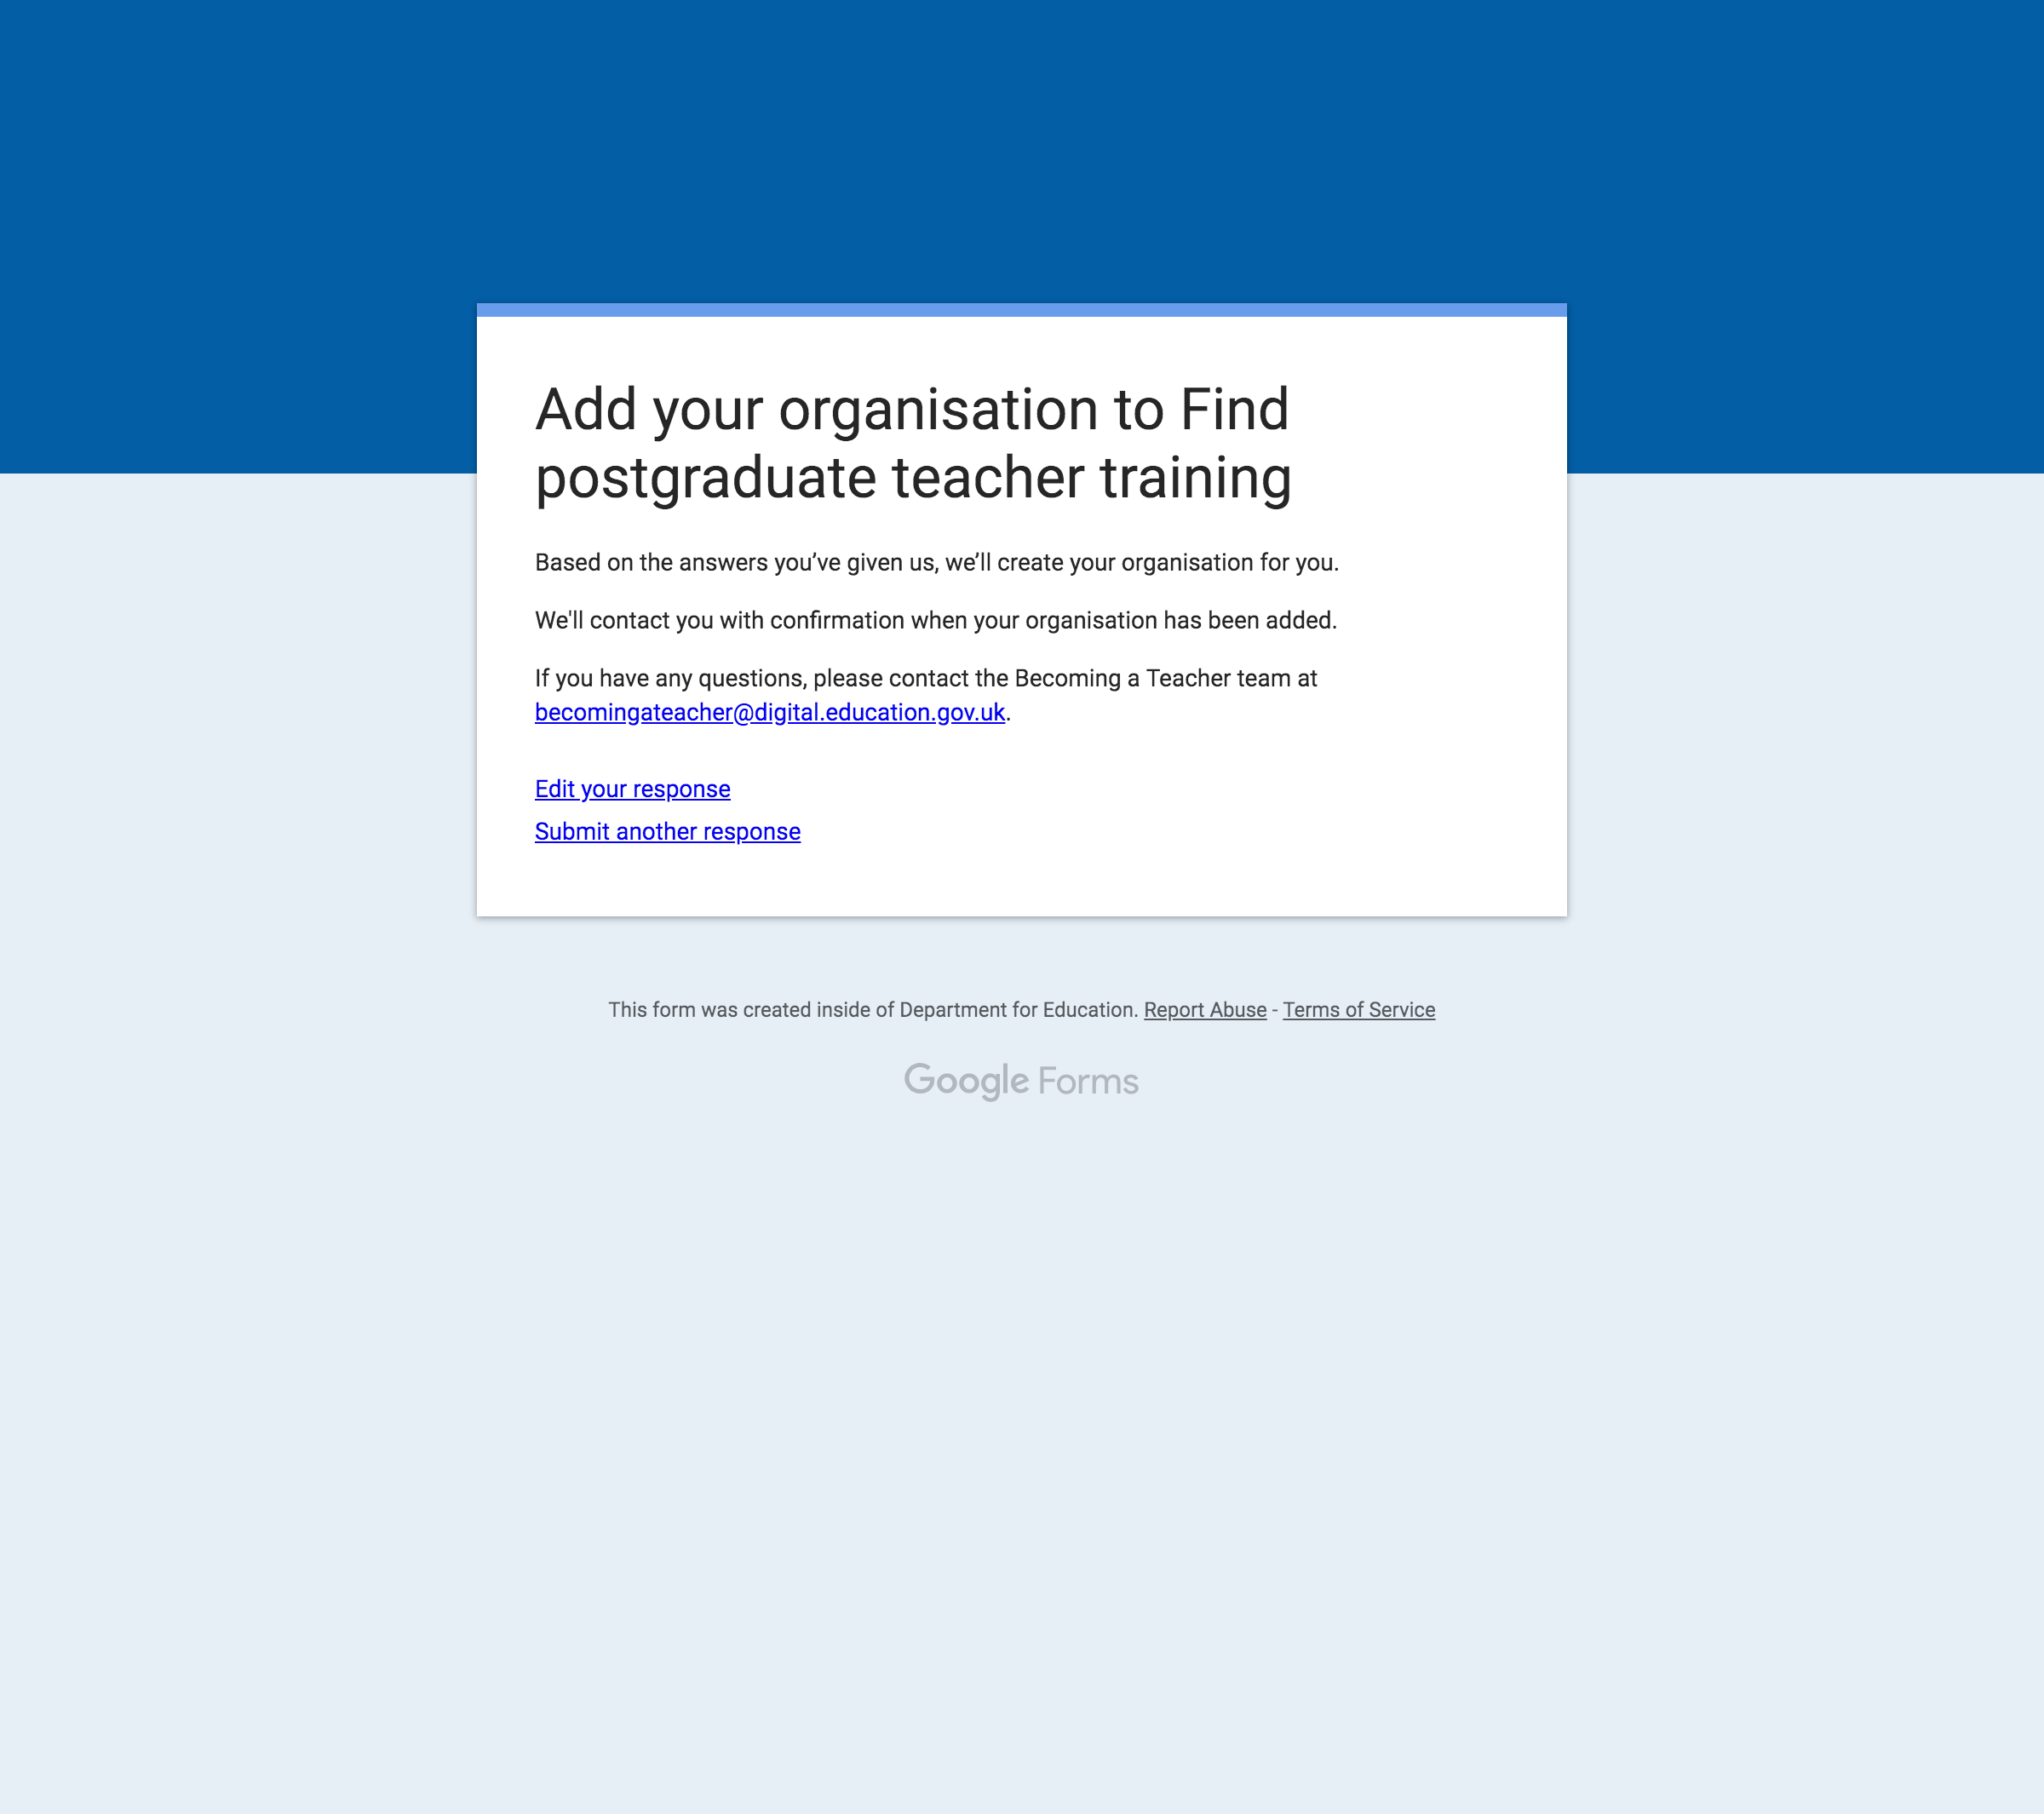 Add your organisation to Find
postgraduate teacher training
Based on the answers you’ve given us, we’ll create your organisation for you.
We'll contact you with confirmation when your organisation has been added.
If you have any questions, please contact the Becoming a Teacher team at
becomingateacher@digital.education.gov.uk.
Edit your response
Submit another response
This form was created inside of Department for Education. Report Abuse - Terms of Service
Google Forms